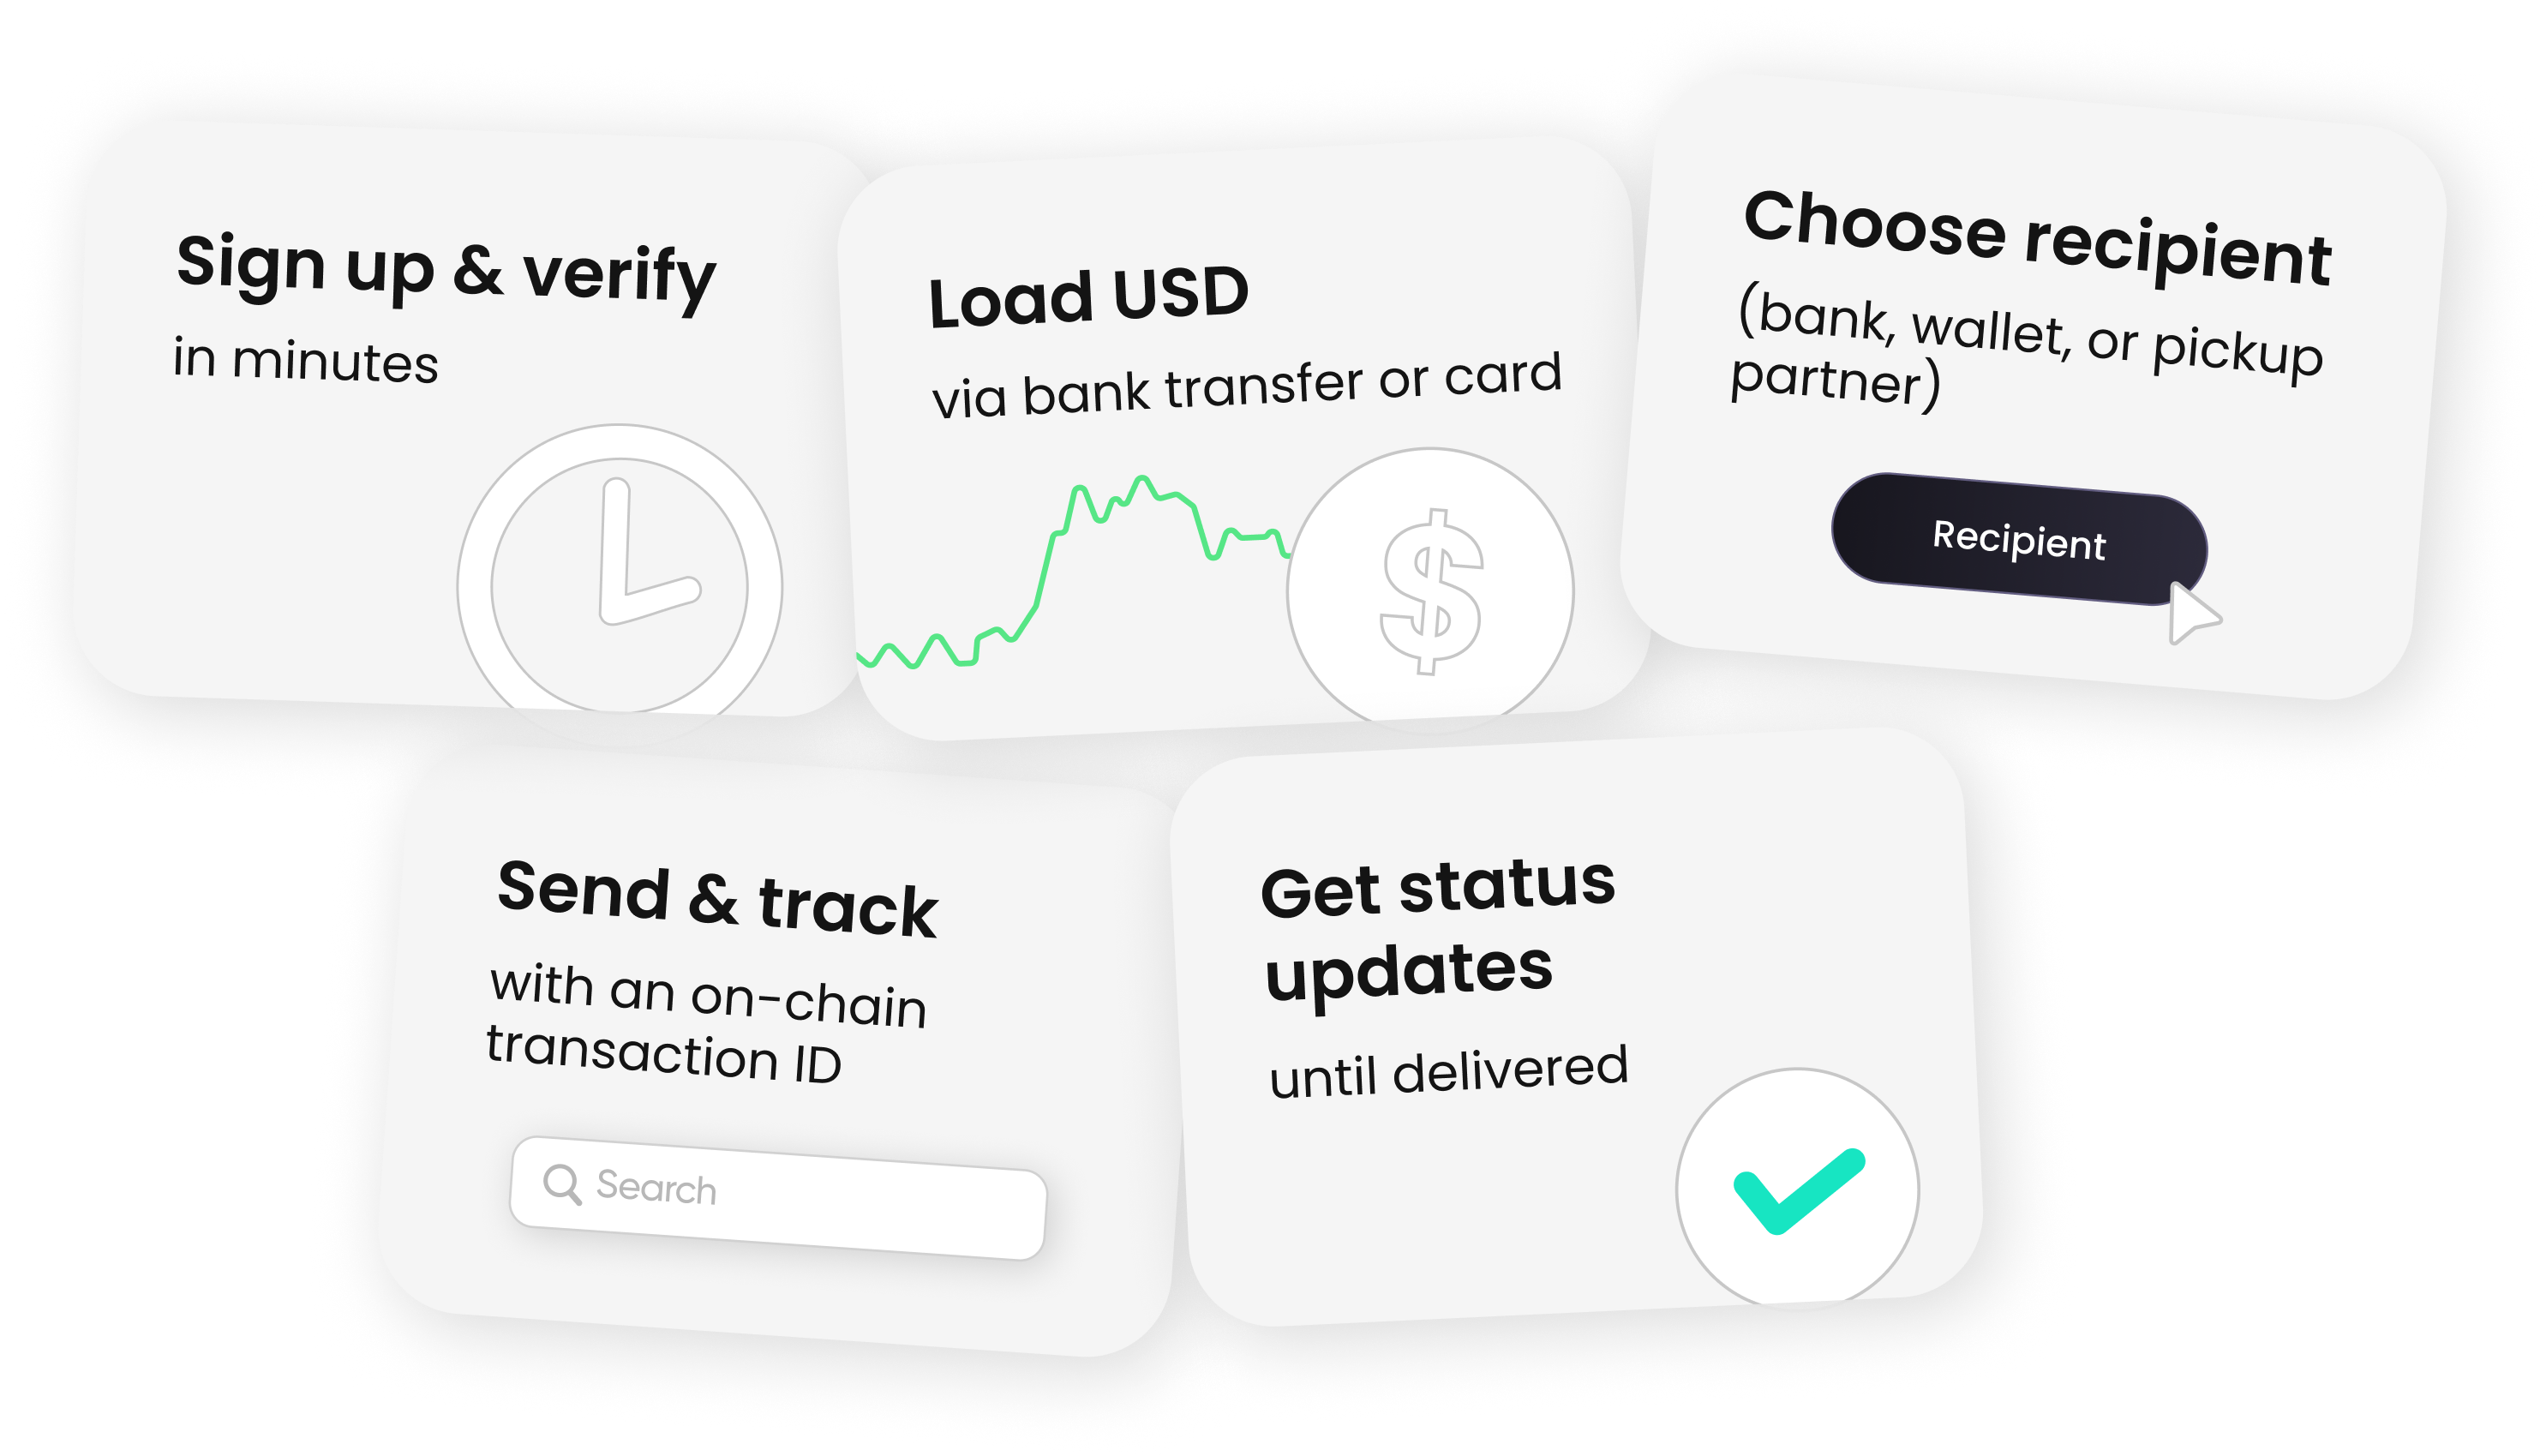 Sign up & verify
in minutes
Load USD
via bank transfer or card
$
Choose recipient
(bank, wallet, or pickup
partner)
Recipient
Send & track
with an on-chain
transaction ID
Search
Get status
updates
until delivered